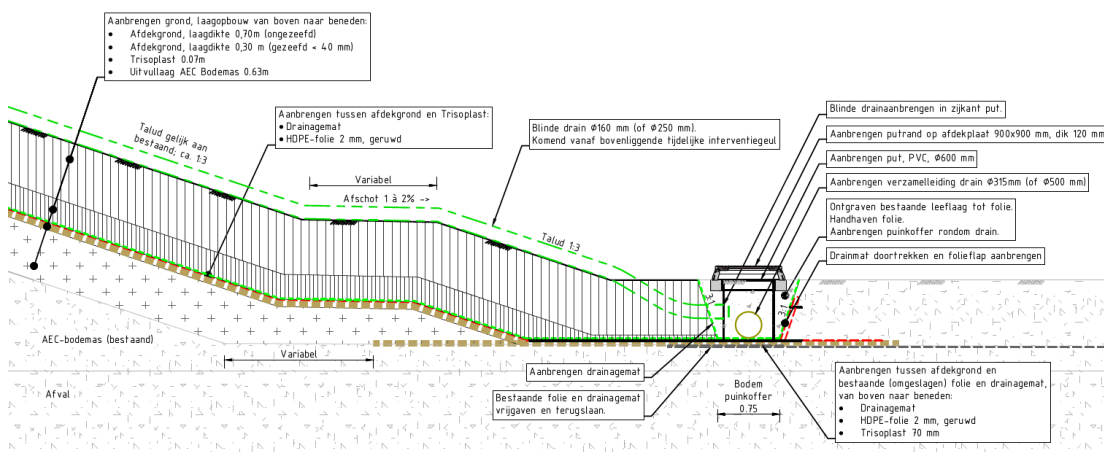 Aanbrengen grond, laagopbouw van boven naar beneden:
● Afdekgrond, laagdikte 0,70m (ongezeefd)
● Afdekgrond, laagdikte 0,30 m (gezeefd < 40 mm)
● Trisoplast 0.07m
● Uitvullaag AEC Bodemas 0.63m
Aanbrengen tussen afdekgrond en Trisoplast:
● Drainagemat
● HDPE-folie 2 mm, geruwd
Talud gelijk aan
bestaand; ca. 1:3
Variabel
Afschot 1 à 2% ->
Blinde drain Ø160 mm (of Ø250 mm).
Komend vanaf bovenliggende tijdelijke interventiegeul
Talud 1:3
Blinde drainaanbrengen in zijkant put.
Aanbrengen putrand op afdekplaat 900x900 mm, dik 120 mm
Aanbrengen put, PVC, Ø600 mm
Aanbrengen verzamelleiding drain Ø315mm (of Ø500 mm)
Ontgraven bestaande leeflaag tot folie.
Handhaven folie.
Aanbrengen puinkoffer rondom drain.
Drainmat doortrekken en folieflap aanbrengen
3:1
3:1
AEC-bodemas (bestaand)
Variabel
Afval
Aanbrengen drainagemat
Bestaande folie en drainagemat
vrijgaven en terugslaan.
Bodem
puinkoffer
0.75
Aanbrengen tussen afdekgrond en
bestaande (omgeslagen) folie en drainagemat,
van boven naar beneden:
● Drainagemat
● HDPE-folie 2 mm, geruwd
● Trisoplast 70 mm